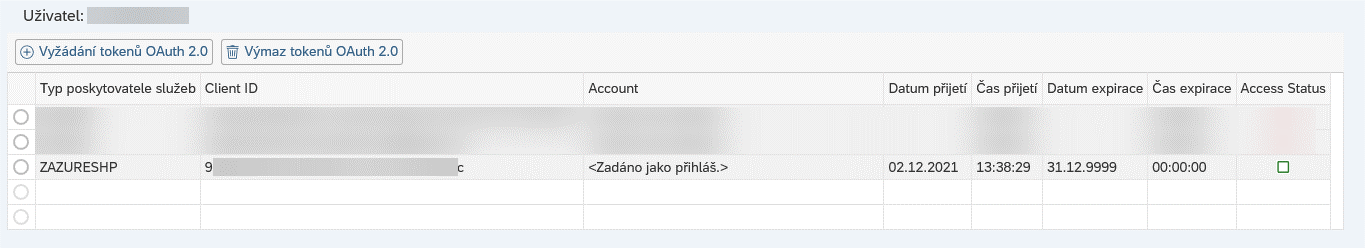 Uživatel:
Vyžádání tokenů OAuth 2.0 Výmaz tokenů OAuth 2.0
Typ poskytovatele služeb Client ID Account Datum přijetí Čas přijetí Datum expirace Čas expirace Access Status
ZAZURESHP 9 c <Zadáno jako přihláš.> 02.12.2021 13:38:29 31.12.9999 00:00:00